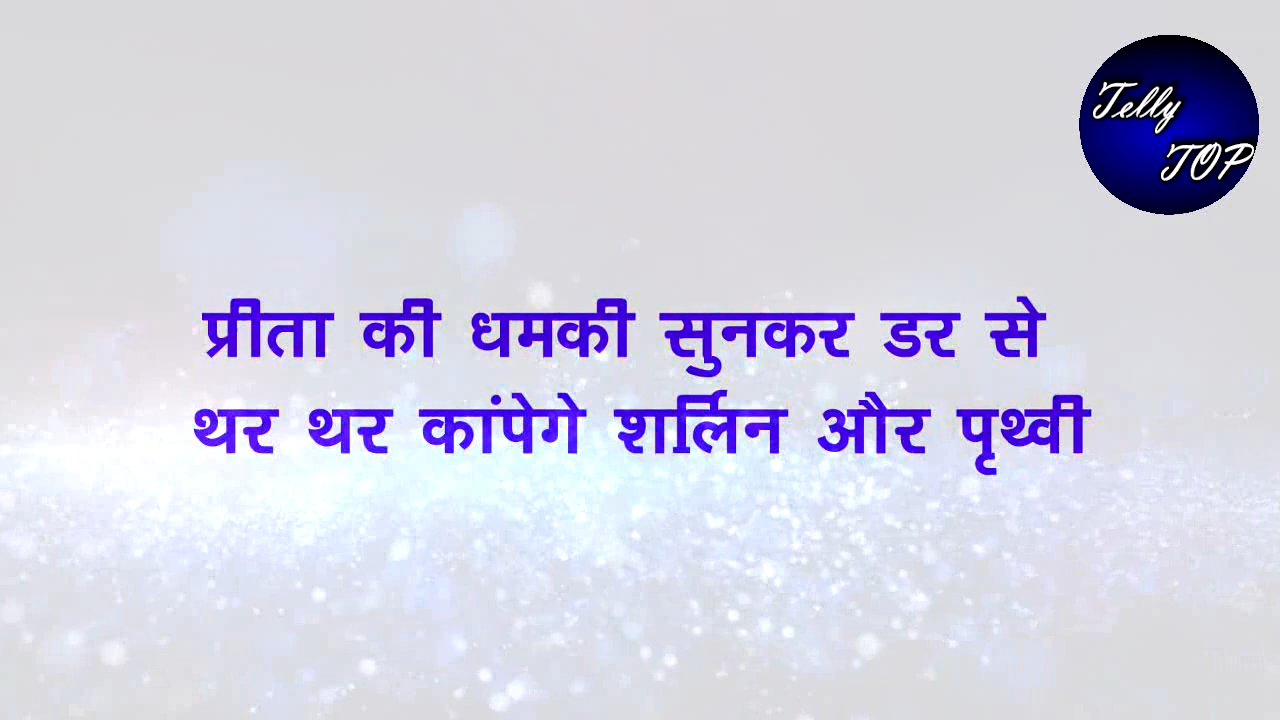 Telly
TOP
प्रीता की धमकी सुनकर डर से
थर थर कांपेगे शर्लिन और पृथ्वी